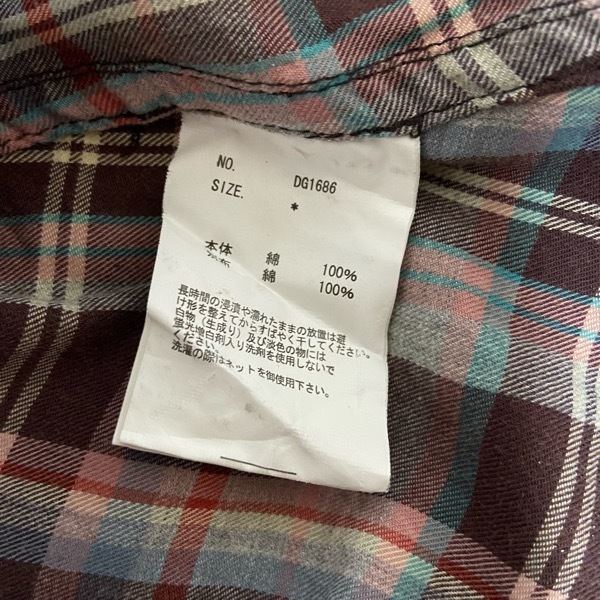 NO. DG1686
SIZE. *
本体 綿 100%
綿 100%
長時間の浸漬や濡れたままの放置は避
け形を整えてからすばやく干してください。
白物（生成り）及び淡色の物には
蛍光増白剤入り洗剤を使用しないで
洗濯の際はネットを御使用下さい。